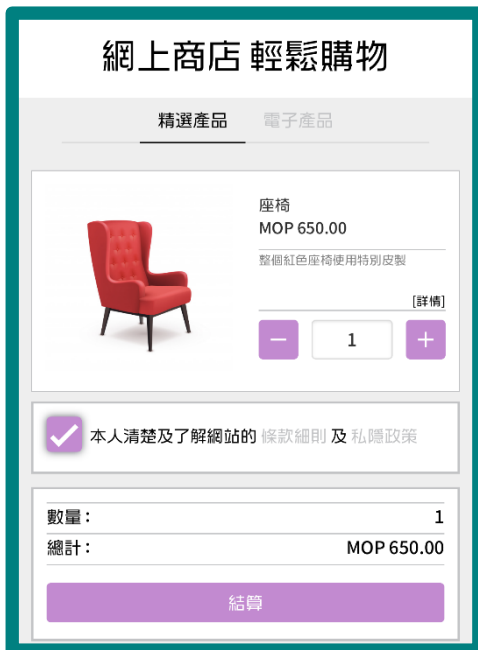 網上商店 輕鬆購物
精選產品 電子產品
座椅
MOP 650.00
整個紅色座椅使用特別皮製
[詳情]
− 1 +
本人清楚及了解網站的 條款細則 及 私隱政策
數量： 1
總計： MOP 650.00
結算